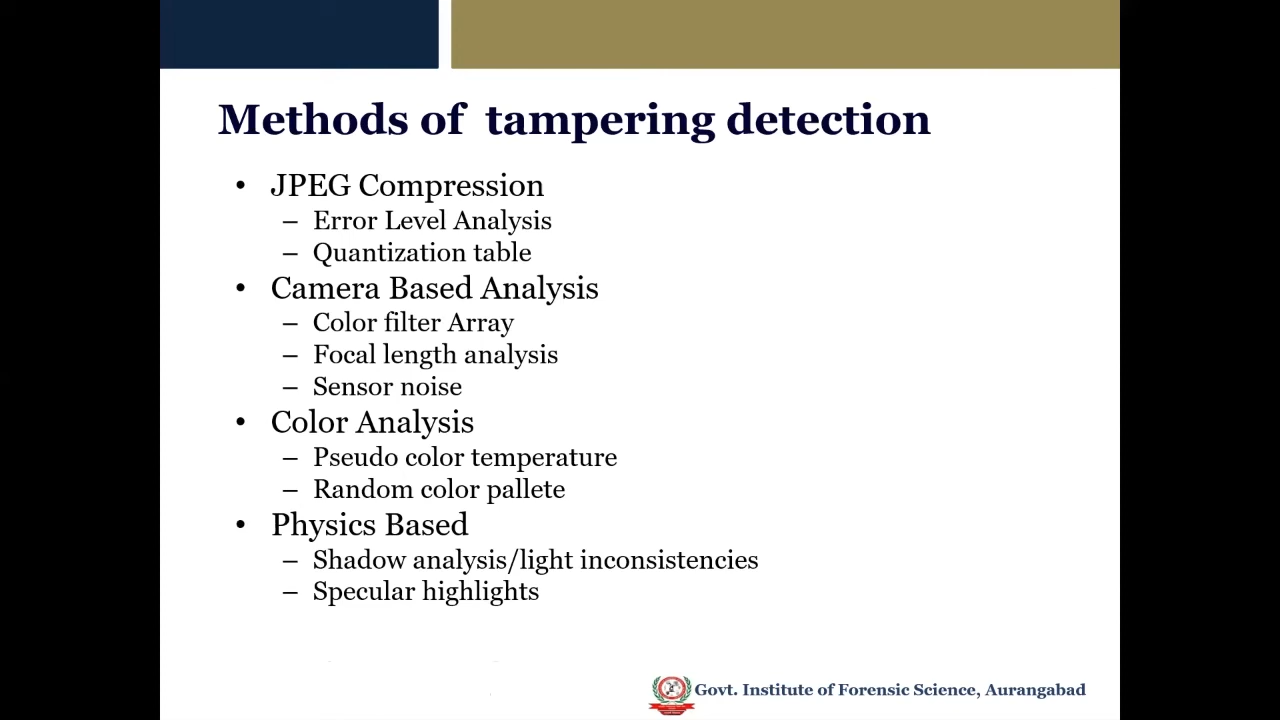 Methods of  tampering detection
• JPEG Compression
– Error Level Analysis
– Quantization table
• Camera Based Analysis
– Color filter Array
– Focal length analysis
– Sensor noise
• Color Analysis
– Pseudo color temperature
– Random color pallete
• Physics Based
– Shadow analysis/light inconsistencies
– Specular highlights
Govt. Institute of Forensic Science, Aurangabad